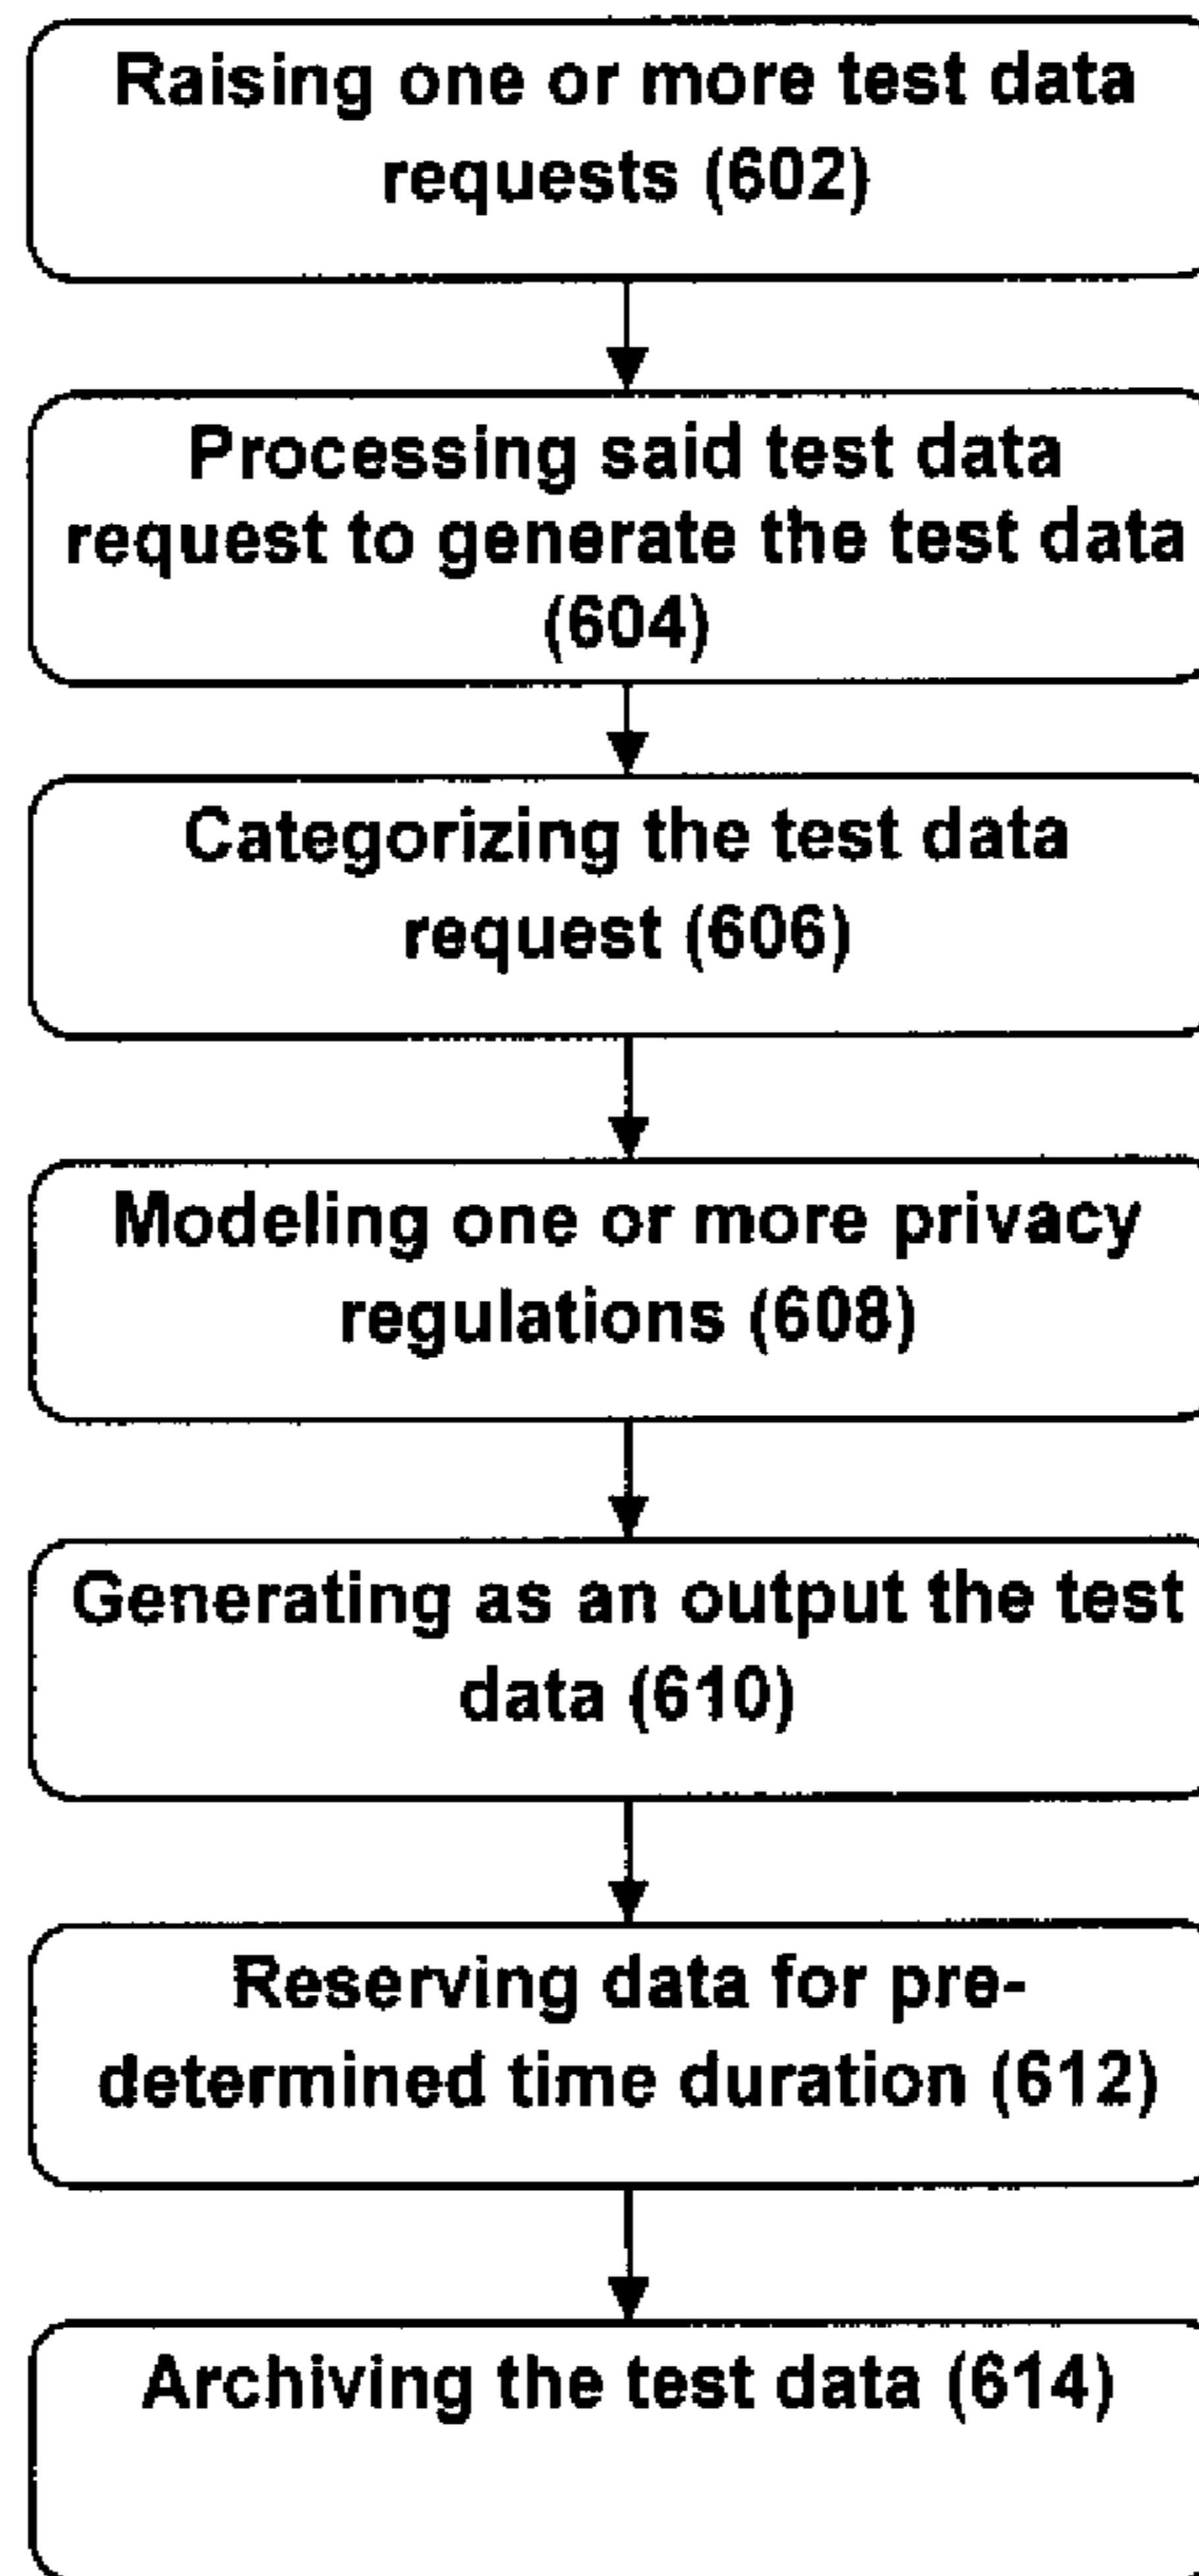 Raising one or more test data
requests (602)
Processing said test data
request to generate the test data
(604)
Categorizing the test data
request (606)
Modeling one or more privacy
regulations (608)
Generating as an output the test
data (610)
Reserving data for pre-
determined time duration (612)
Archiving the test data (614)